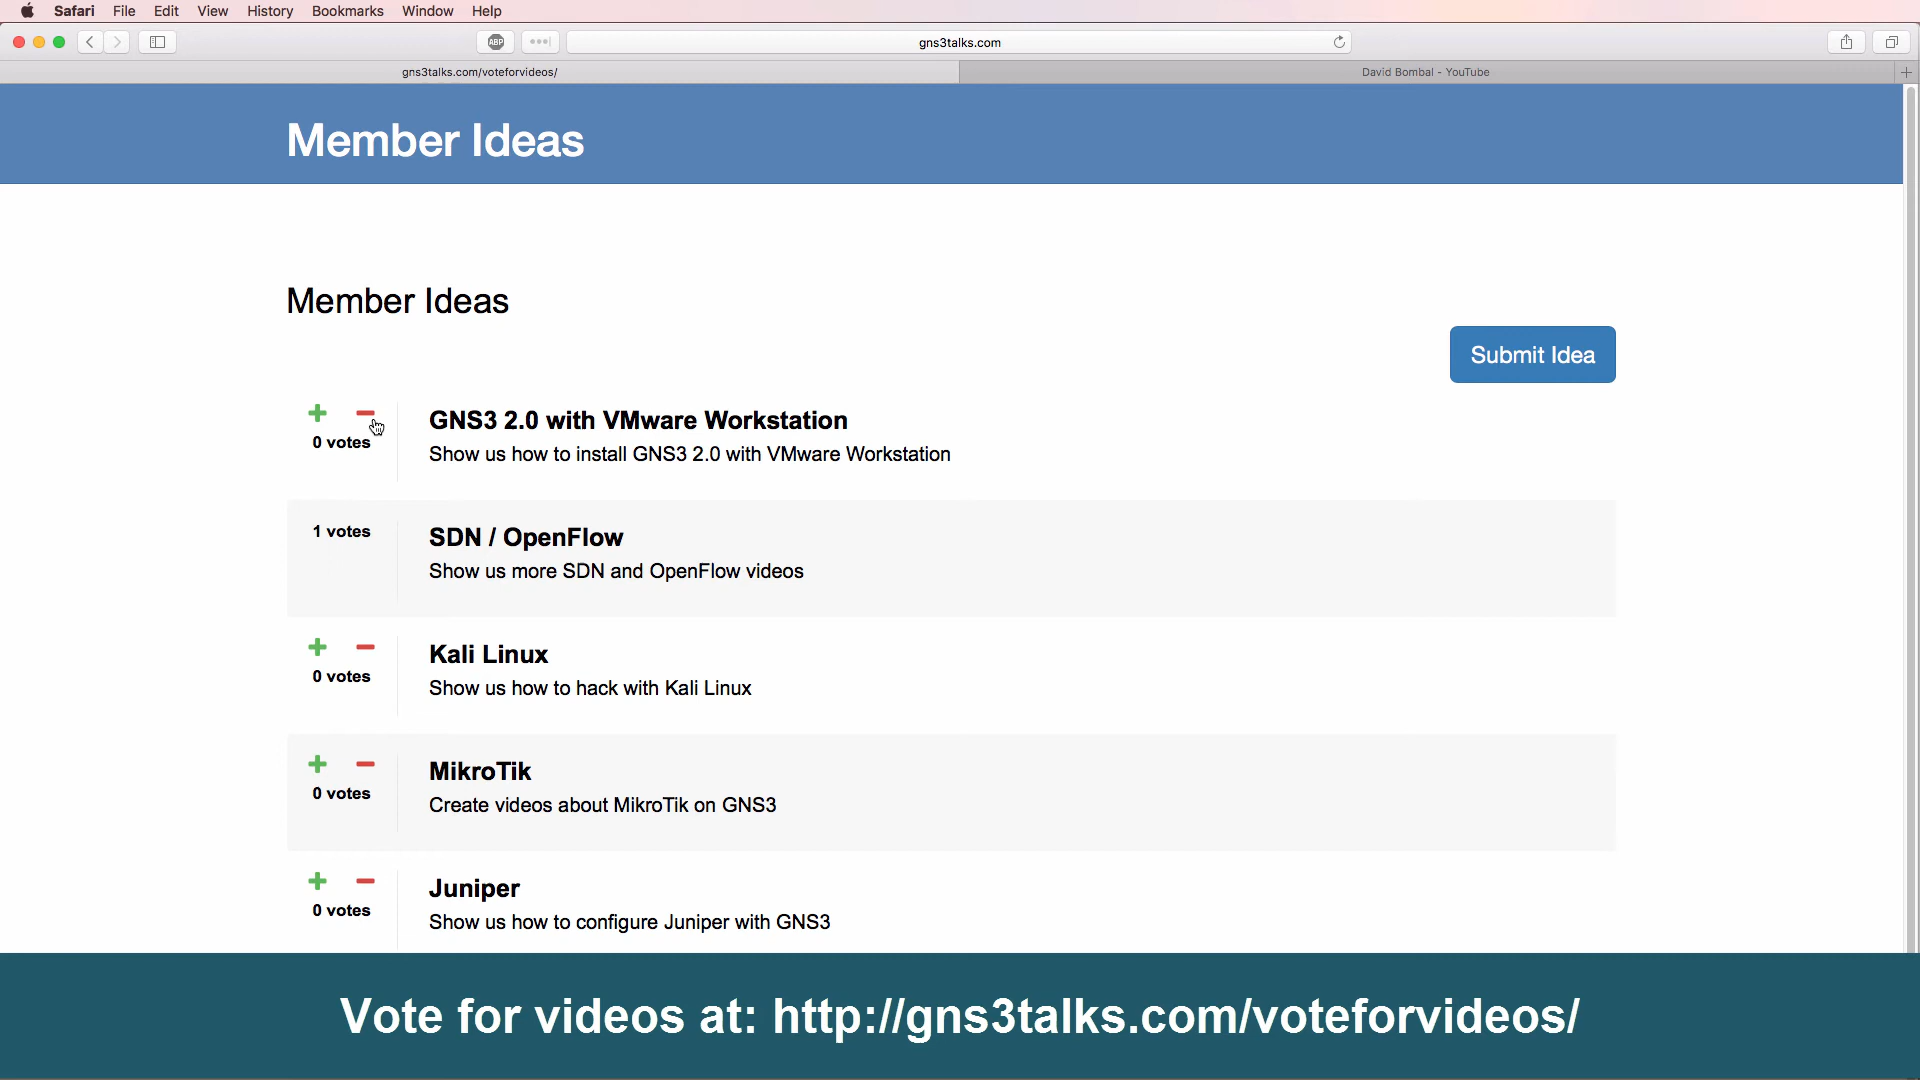 Safari File Edit View History Bookmarks Window Help
ABP gns3talks.com
gns3talks.com/voteforvideos/ David Bombal - YouTube
Member Ideas
Member Ideas
Submit Idea
GNS3 2.0 with VMware Workstation
0 votes
Show us how to install GNS3 2.0 with VMware Workstation
1 votes
SDN / OpenFlow
Show us more SDN and OpenFlow videos
Kali Linux
0 votes
Show us how to hack with Kali Linux
MikroTik
0 votes
Create videos about MikroTik on GNS3
Juniper
0 votes
Show us how to configure Juniper with GNS3
Vote for videos at: http://gns3talks.com/voteforvideos/